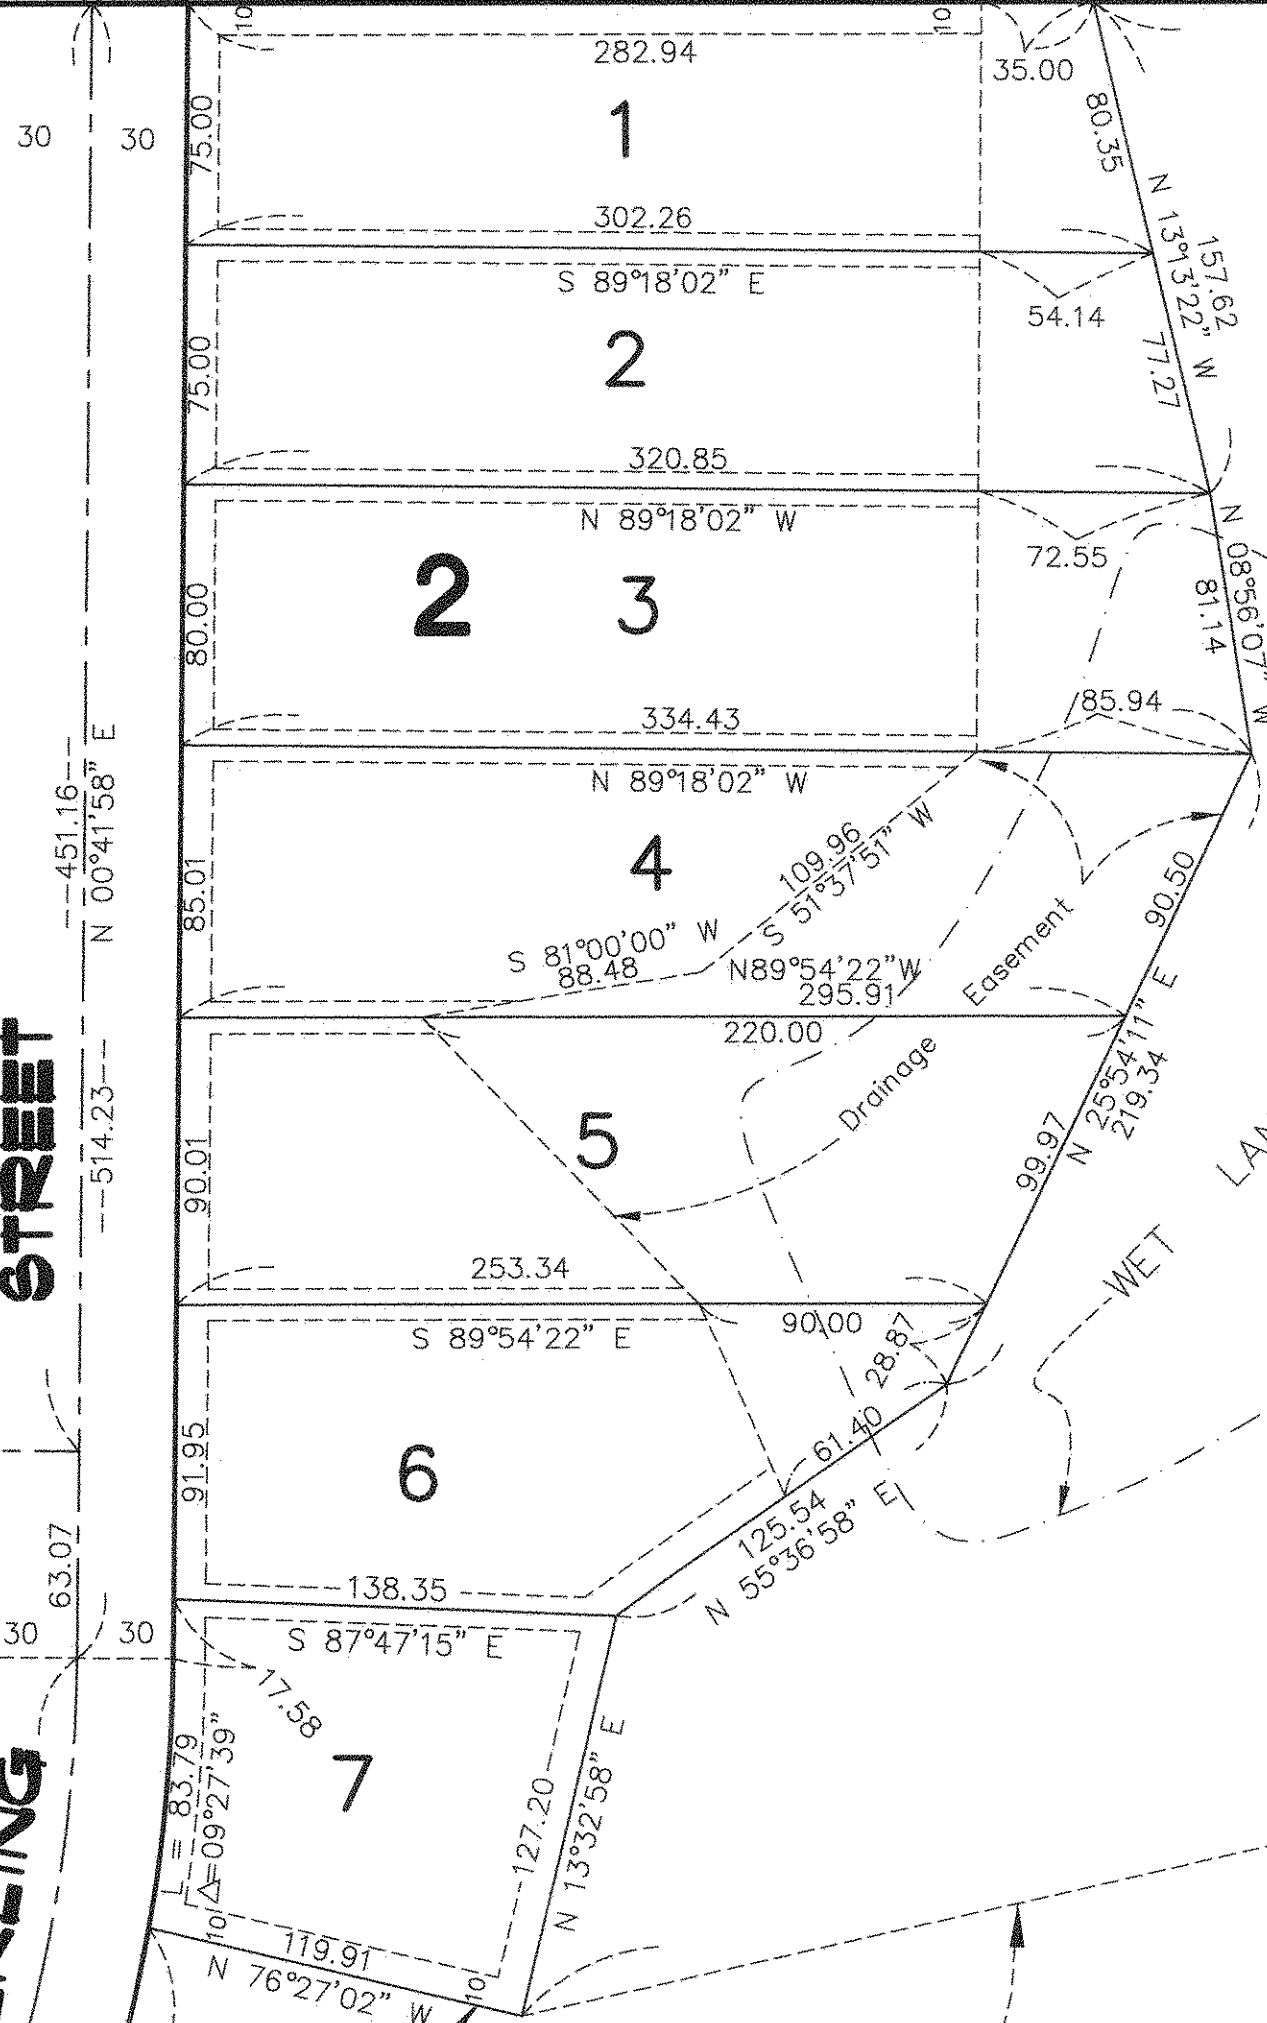 10
10
282.94
35.00
30
30
75.00
1
80.35
N 13°13'22" W
157.62
302.26
S 89°18'02" E
54.14
75.00
2
77.27
320.85
N 89°18'02" W
72.55
N 08°56'07" W
81.14
80.00
2
3
334.43
85.94
N 89°18'02" W
--451.16--
N 00°41'58" E
85.01
4
109.96
S 51°37'51" W
S 81°00'00" W
88.48
N89°54'22"W
295.91
220.00
Drainage Easement
90.50
N 25°54'11" E
219.34
STREET
--514.23--
90.01
5
99.97
WET
253.34
90.00
S 89°54'22" E
28.87
91.95
6
61.40
125.54
N 55°36'58" E
63.07
138.35
30
30
S 87°47'15" E
17.58
L = 83.79
Δ=09°27'39"
7
127.20
N 13°32'58" E
10
119.91
10
N 76°27'02" W